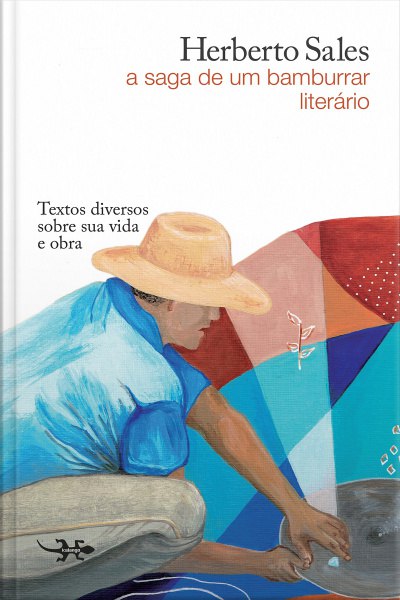 Herberto Sales
a saga de um bamburrar
literário
Textos diversos
sobre sua vida
e obra
kalango